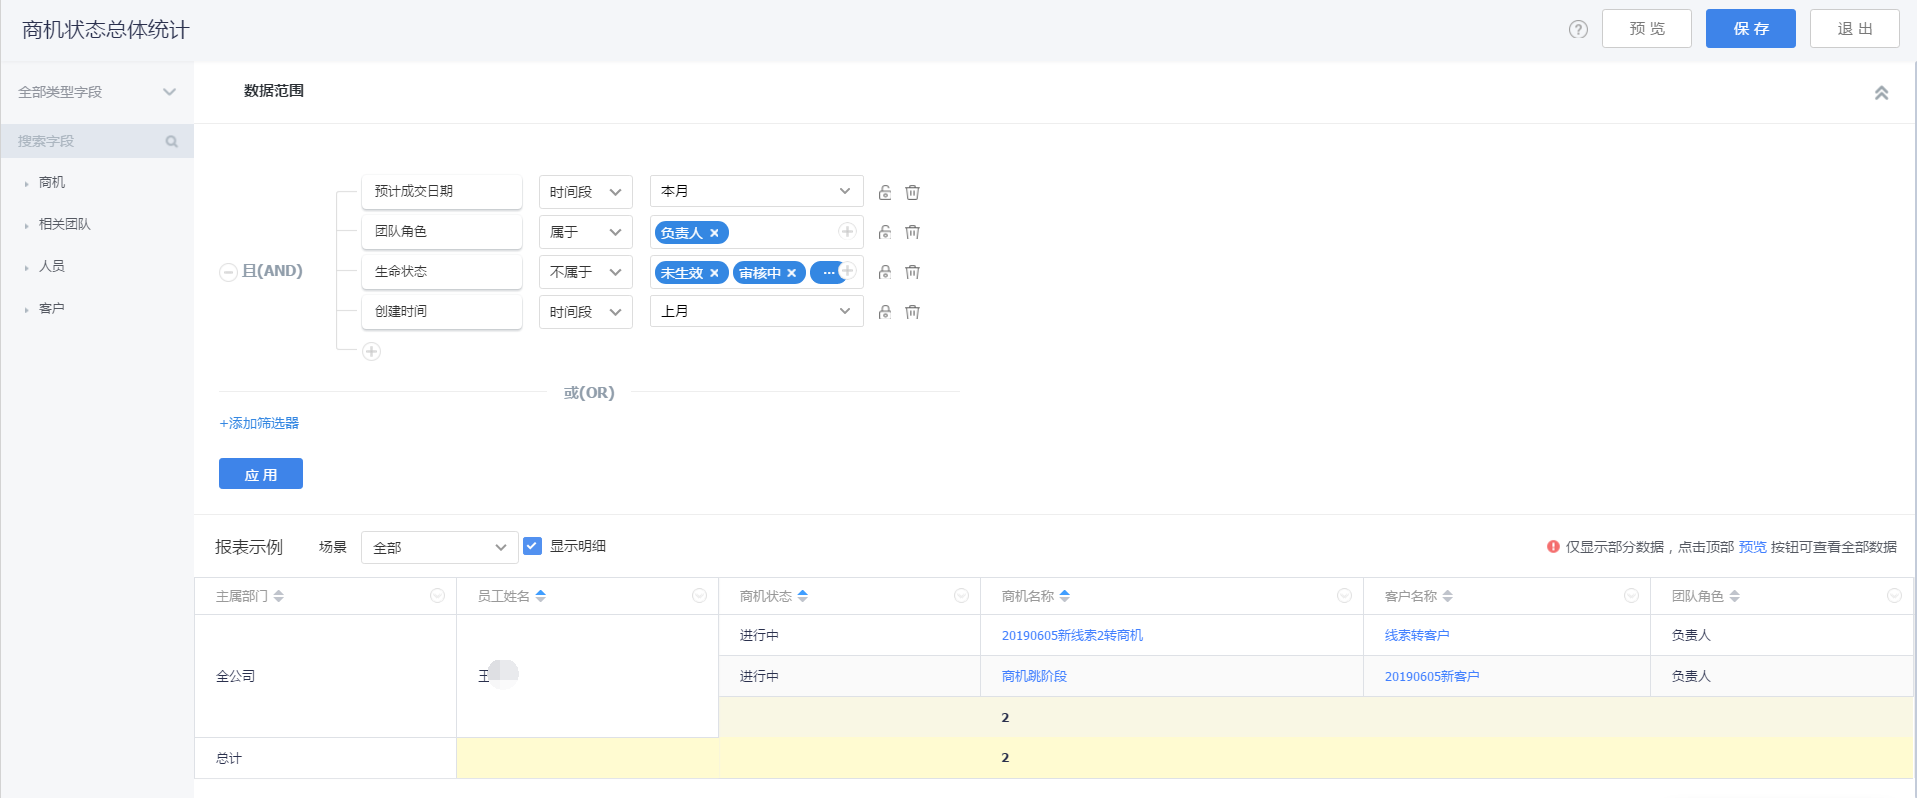 商机状态总体统计
预 览
保 存
退 出
全部类型字段
搜索字段
商机
相关团队
人员
客户
数据范围
且(AND)
预计成交日期 时间段 本月
团队角色 属于 负责人
生命状态 不属于 未生效 审核中 ...
创建时间 时间段 上月
或(OR)
+添加筛选器
应 用
报表示例 场景 全部 显示明细 仅显示部分数据，点击顶部 预览 按钮可查看全部数据
主属部门 员工姓名 商机状态 商机名称 客户名称 团队角色
进行中 20190605新线索2转商机 线索转客户 负责人
全公司 王 进行中 商机跳阶段 20190605新客户 负责人
2
总计 2